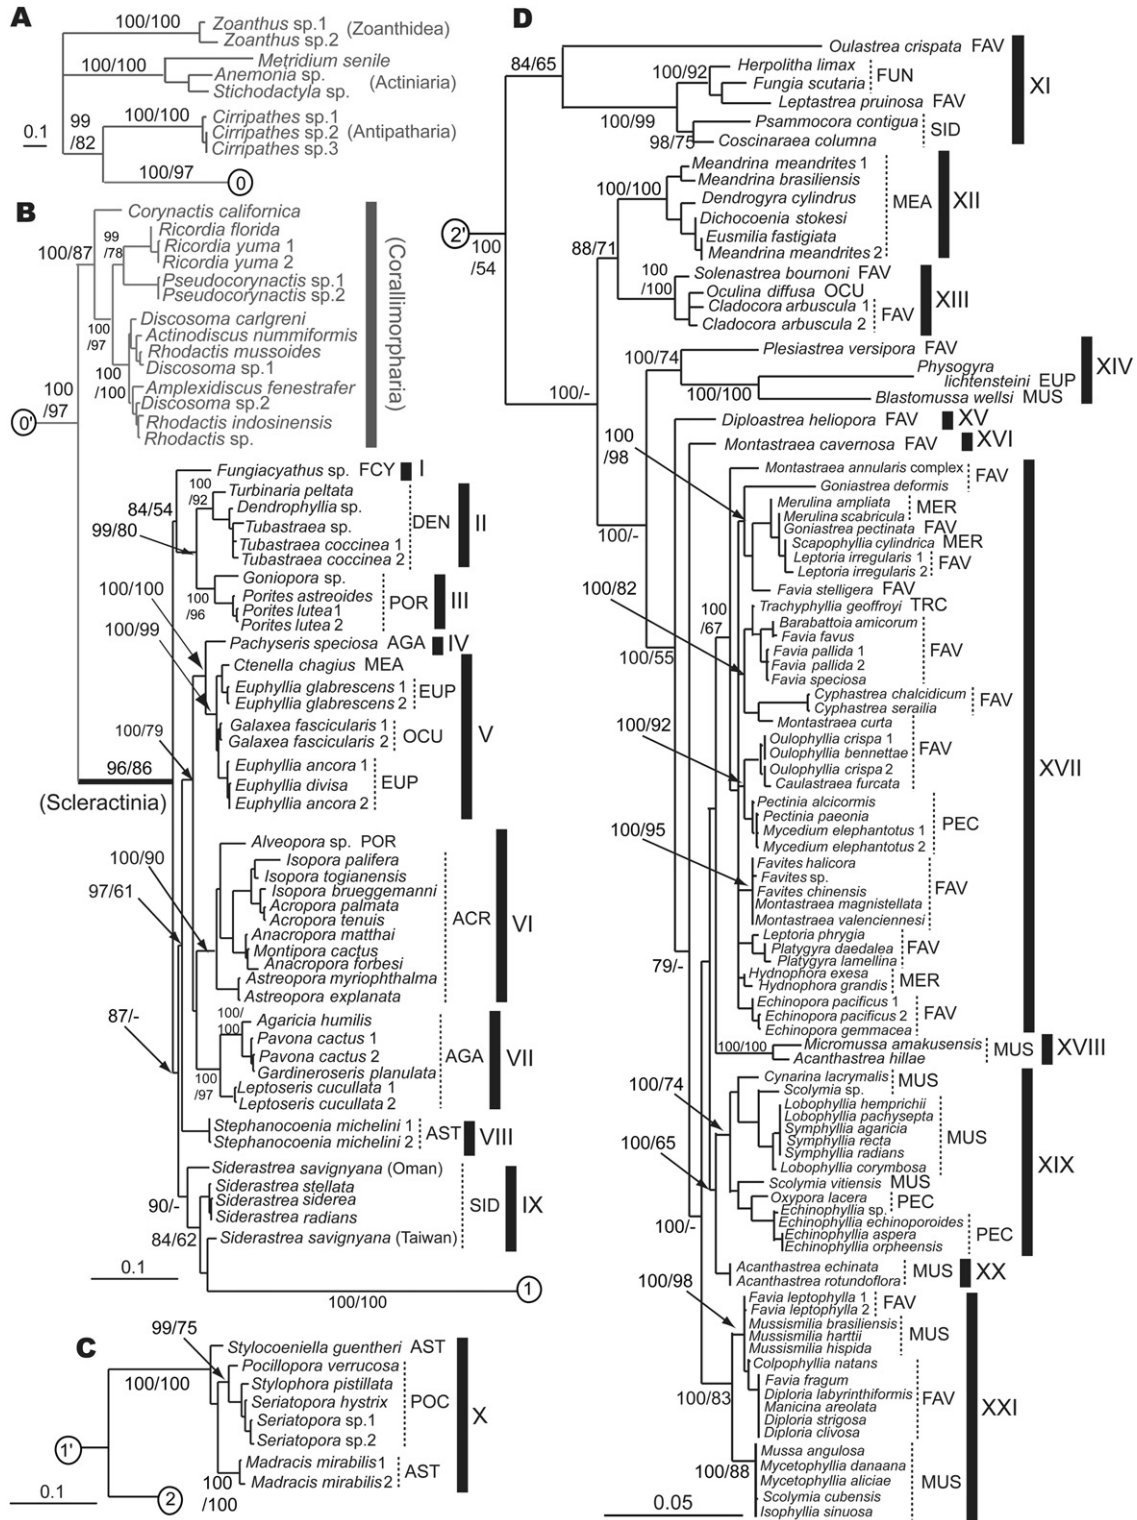 A
100/100
Zoanthus sp.1
Zoanthus sp.2
(Zoanthidea)
100/100
Metridium senile
Anemonia sp.
Stichodactyla sp.
(Actiniaria)
0.1
99
/82
100/100
Cirripathes sp.1
Cirripathes sp.2
Cirripathes sp.3
(Antipatharia)
100/97
0
B
Corynactis californica
100/87
99
/78
Ricordia florida
Ricordia yuma 1
Ricordia yuma 2
Pseudocorynactis sp.1
Pseudocorynactis sp.2
100
/97
Discosoma carlgreni
Actinodiscus nummiformis
Rhodactis mussoides
Discosoma sp.1
100
/100
Amplexidiscus fenestrafer
Discosoma sp.2
Rhodactis indosinensis
Rhodactis sp.
(Corallimorpharia)
100
/97
0'
Fungiacyathus sp. FCY I
84/54
100
/92
Turbinaria peltata
Dendrophyllia sp.
Tubastraea sp.
Tubastraea coccinea 1
Tubastraea coccinea 2
DEN
II
99/80
100
/96
Goniopora sp.
Porites astreoides
Porites lutea1
Porites lutea 2
POR
III
100/100
100/99
Pachyseris speciosa AGA IV
Ctenella chagius MEA
Euphyllia glabrescens 1
Euphyllia glabrescens 2
EUP
Galaxea fascicularis 1
Galaxea fascicularis 2
OCU
V
Euphyllia ancora 1
Euphyllia divisa
Euphyllia ancora 2
EUP
100/79
96/86
(Scleractinia)
100/90
97/61
Alveopora sp. POR
Isopora palifera
Isopora togianensis
Isopora brueggemanni
Acropora palmata
Acropora tenuis
Anacropora matthai
Montipora cactus
Anacropora forbesi
Astreopora myriophthalma
Astreopora explanata
ACR
VI
87/-
100/
100
Agaricia humilis
Pavona cactus 1
Pavona cactus 2
Gardineroseris planulata
Leptoseris cucullata 1
Leptoseris cucullata 2
AGA
VII
100
/97
Stephanocoenia michelini 1
Stephanocoenia michelini 2
AST
VIII
Siderastrea savignyana (Oman)
Siderastrea stellata
Siderastrea siderea
Siderastrea radians
Siderastrea savignyana (Taiwan)
SID
IX
90/-
84/62
0.1
100/100
1
C
99/75
100/100
Stylocoeniella guentheri AST
Pocillopora verrucosa
Stylophora pistillata
Seriatopora hystrix
Seriatopora sp.1
Seriatopora sp.2
POC
X
Madracis mirabilis1
Madracis mirabilis2
AST
100
/100
1'
2
0.1
D
84/65
Oulastrea crispata FAV
100/92
Herpolitha limax
Fungia scutaria
FUN
Leptastrea pruinosa FAV
XI
100/99
98/75
Psammocora contigua
Coscinaraea columna
SID
2'
100
/54
100/100
Meandrina meandrites 1
Meandrina brasiliensis
Dendrogyra cylindrus
Dichocoenia stokesi
Eusmilia fastigiata
Meandrina meandrites 2
MEA
XII
88/71
100
/100
Solenastrea bournoni FAV
Oculina diffusa OCU
Cladocora arbuscula 1
Cladocora arbuscula 2
FAV
XIII
100/-
100/74
Plesiastrea versipora FAV
Physogyra
lichtensteini EUP
100/100
Blastomussa wellsi MUS
XIV
Diploastrea heliopora FAV XV
100
/98
Montastraea cavernosa FAV XVI
Montastraea annularis complex
FAV
Goniastrea deformis
Merulina ampliata
Merulina scabricula
MER
Goniastrea pectinata FAV
Scapophyllia cylindrica MER
Leptoria irregularis 1
Leptoria irregularis 2
FAV
Favia stelligera FAV
100/-
100/82
100
/67
Trachyphyllia geoffroyi TRC
Barabattoia amicorum
Favia favus
Favia pallida 1
Favia pallida 2
Favia speciosa
FAV
100/55
Cyphastrea chalcidicum
Cyphastrea serailia
FAV
Montastraea curta
100/92
Oulophyllia crispa 1
Oulophyllia bennettae
Oulophyllia crispa 2
Caulastraea furcata
FAV
XVII
Pectinia alcicormis
Pectinia paeonia
Mycedium elephantotus 1
Mycedium elephantotus 2
PEC
100/95
Favites halicora
Favites sp.
Favites chinensis
Montastraea magnistellata
Montastraea valenciennesi
FAV
Leptoria phrygia
Platygyra daedalea
Platygyra lamellina
FAV
79/-
Hydnophora exesa
Hydnophora grandis
MER
Echinopora pacificus 1
Echinopora pacificus 2
Echinopora gemmacea
FAV
100/100
Micromussa amakusensis
Acanthastrea hillae
MUS
XVIII
100/74
Cynarina lacrymalis
Scolymia sp.
MUS
Lobophyllia hemprichii
Lobophyllia pachysepta
Symphyllia agaricia
Symphyllia recta
Symphyllia radians
Lobophyllia corymbosa
MUS
100/65
XIX
Scolymia vitiensis MUS
Oxypora lacera
Echinophyllia sp.
PEC
Echinophyllia echinoporoides
Echinophyllia aspera
Echinophyllia orpheensis
PEC
100/-
Acanthastrea echinata
Acanthastrea rotundoflora
MUS
XX
100/98
Favia leptophylla 1
Favia leptophylla 2
FAV
Mussismilia brasiliensis
Mussismilia harttii
Mussismilia hispida
MUS
Colpophyllia natans
Favia fragum
Diploria labyrinthiformis
Manicina areolata
Diploria strigosa
Diploria clivosa
FAV
XXI
100/83
100/88
Mussa angulosa
Mycetophyllia danaana
Mycetophyllia aliciae
Scolymia cubensis
Isophyllia sinuosa
MUS
0.05